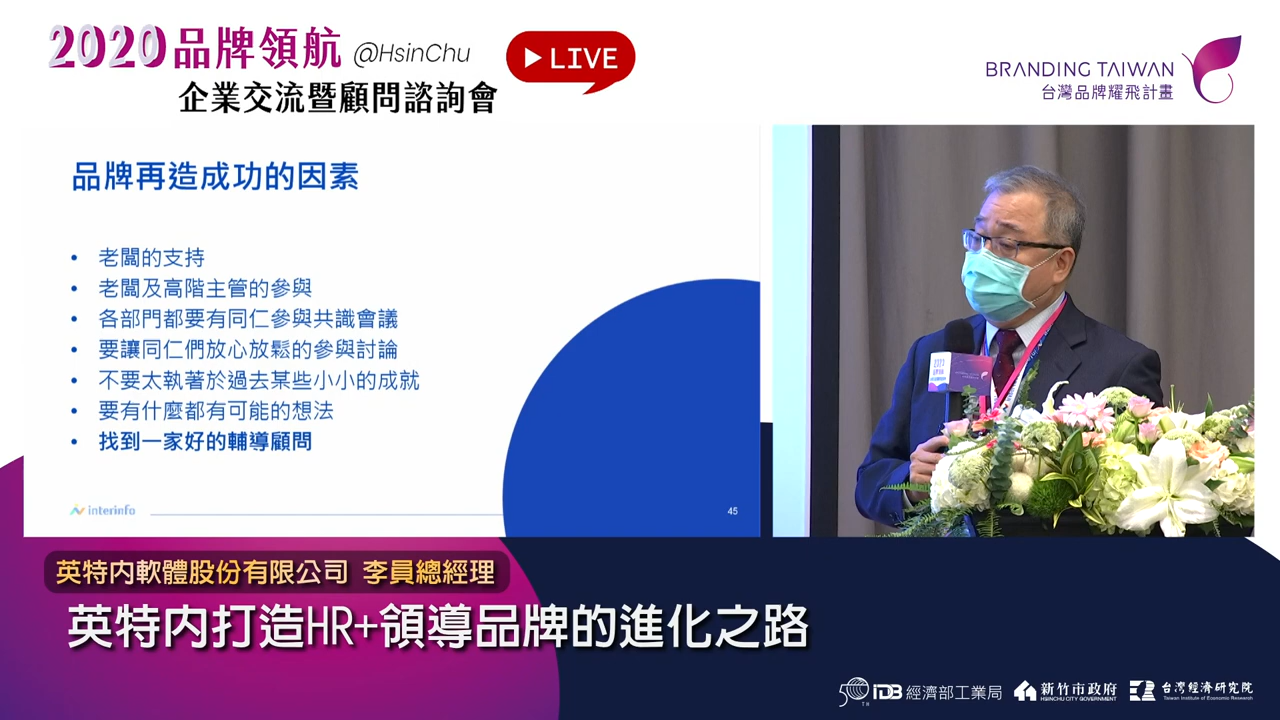 2020品牌領航 @HsinChu
LIVE
企業交流暨顧問諮詢會
BRANDING TAIWAN
台灣品牌耀飛計畫
品牌再造成功的因素
• 老闆的支持
• 老闆及高階主管的參與
• 各部門都要有同仁參與共識會議
• 要讓同仁們放心放鬆的參與討論
• 不要太執著於過去某些小小的成就
• 要有什麼都有可能的想法
• 找到一家好的輔導顧問
interinfo
45
英特內軟體股份有限公司 李員總經理
英特內打造HR+領導品牌的進化之路
50TH IDB 經濟部工業局
新竹市政府
HSINCHU CITY GOVERNMENT
台灣經濟研究院
Taiwan Institute of Economic Research